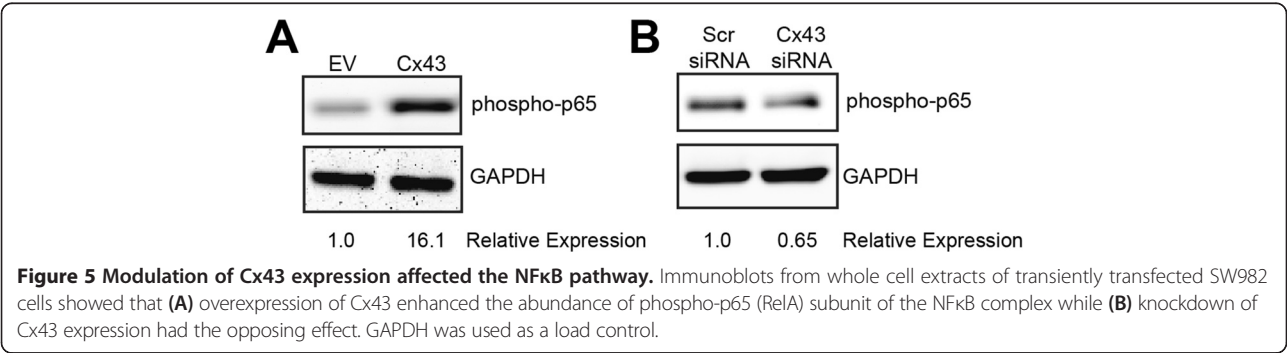 A
EV Cx43
phospho-p65
GAPDH
1.0 16.1 Relative Expression
B
Scr siRNA Cx43 siRNA
phospho-p65
GAPDH
1.0 0.65 Relative Expression
Figure 5 Modulation of Cx43 expression affected the NFκB pathway. Immunoblots from whole cell extracts of transiently transfected SW982
cells showed that (A) overexpression of Cx43 enhanced the abundance of phospho-p65 (RelA) subunit of the NFκB complex while (B) knockdown of
Cx43 expression had the opposing effect. GAPDH was used as a load control.